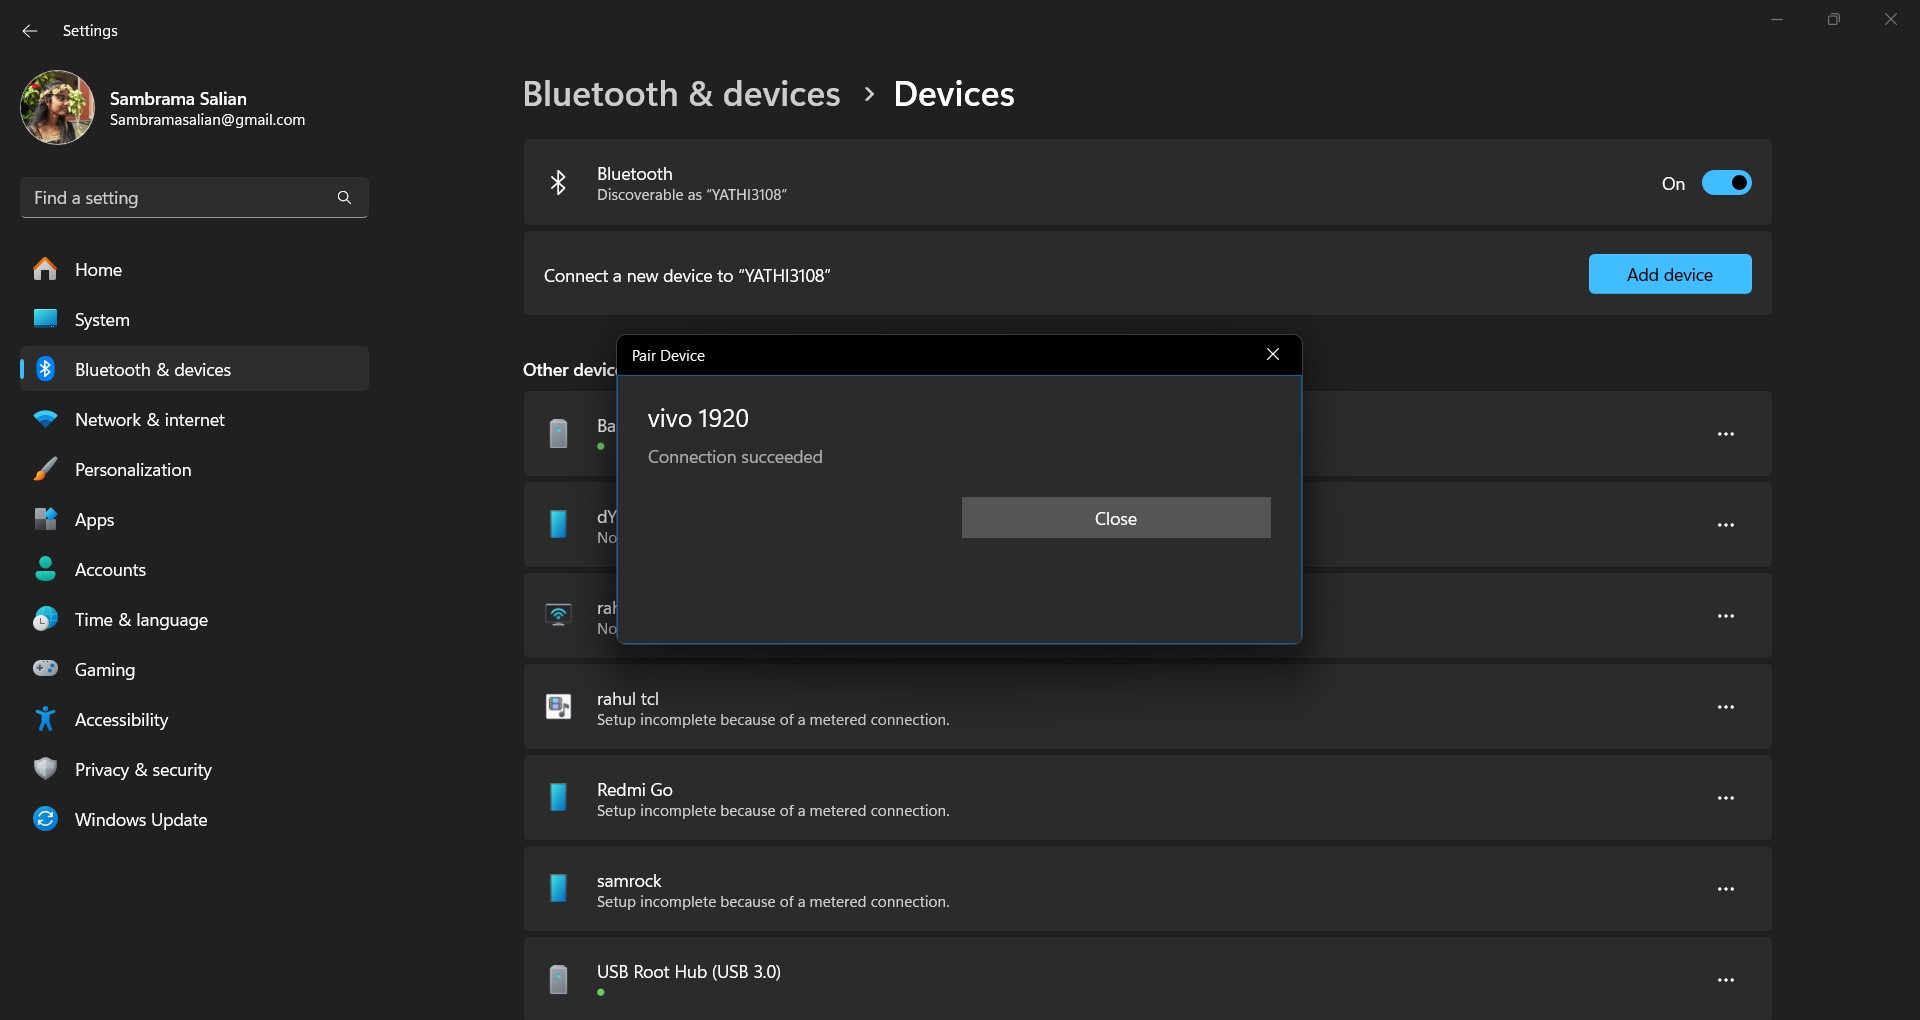 Settings
Sambrama Salian
Sambramasalian@gmail.com
Find a setting
Home
System
Bluetooth & devices
Network & internet
Personalization
Apps
Accounts
Time & language
Gaming
Accessibility
Privacy & security
Windows Update
Bluetooth & devices > Devices
Bluetooth
Discoverable as “YATHI3108”
On
Connect a new device to “YATHI3108”
Add device
Other devic
Pair Device
vivo 1920
Connection succeeded
Close
Ba
dY
No
rah
No
rahul tcl
Setup incomplete because of a metered connection.
Redmi Go
Setup incomplete because of a metered connection.
samrock
Setup incomplete because of a metered connection.
USB Root Hub (USB 3.0)